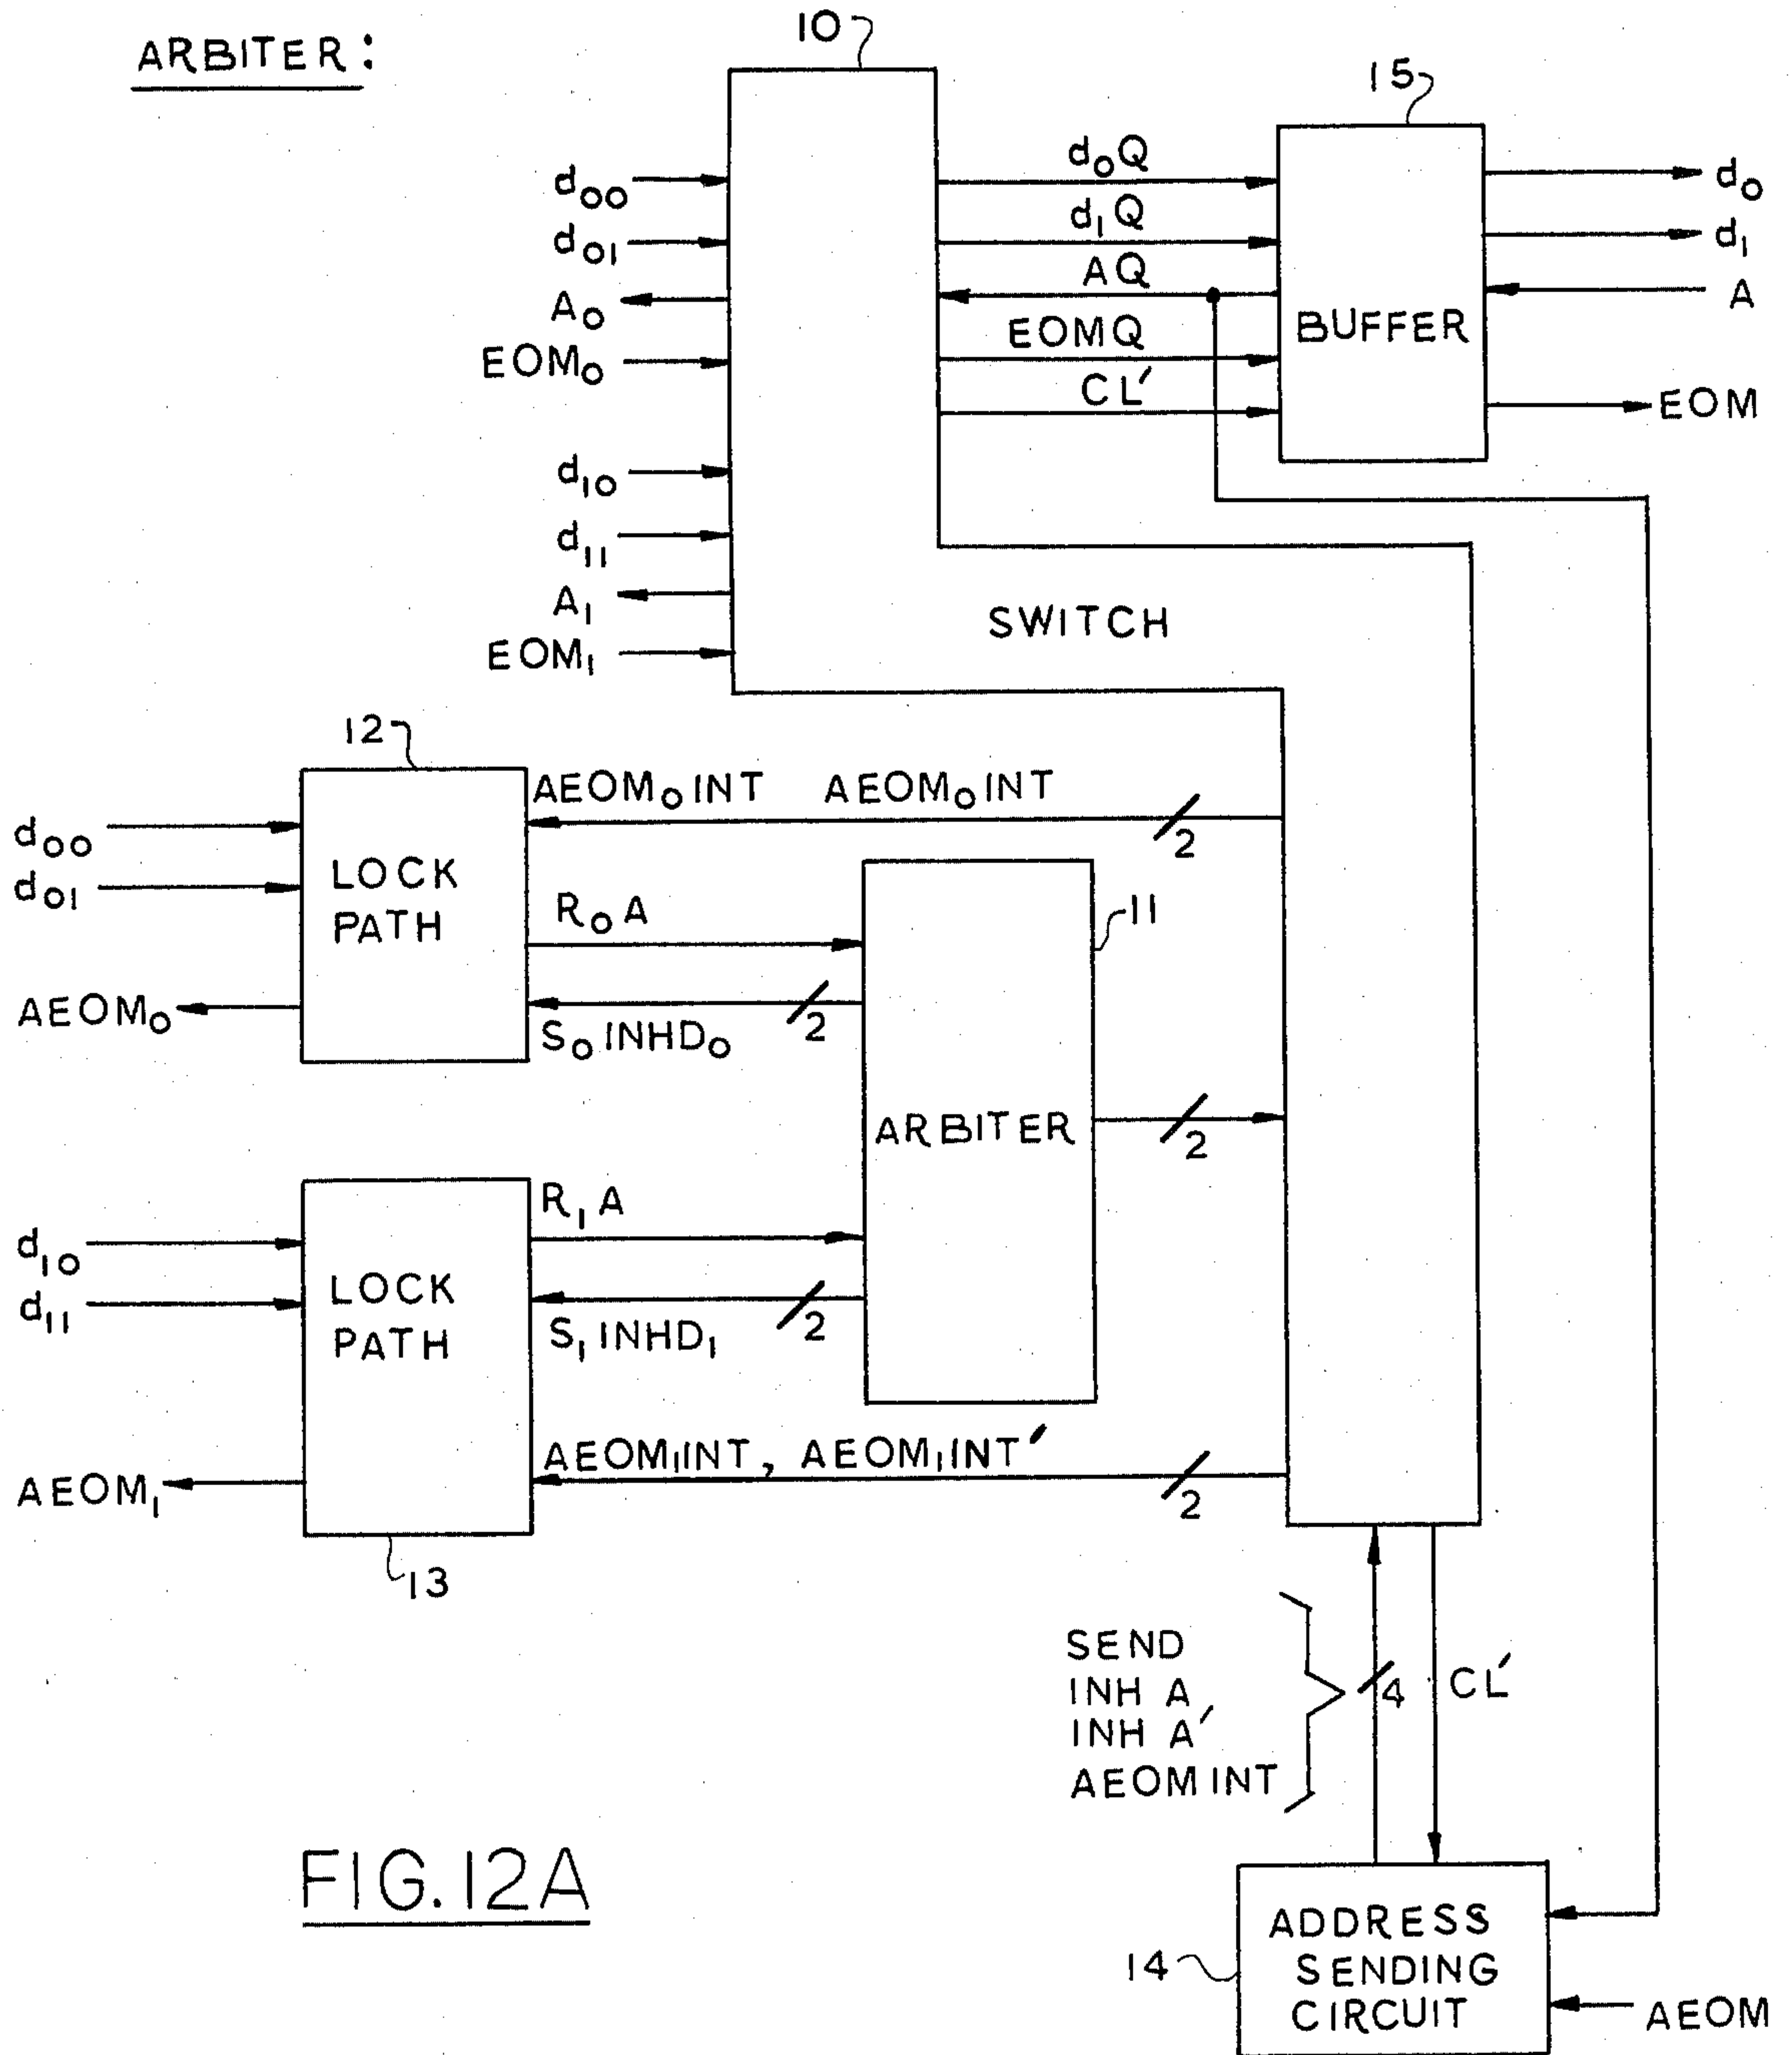 ARBITER:
10
15
d₀₀
d₀₁
A₀
EOM₀
d₁₀
d₁₁
A₁
EOM₁
d₀Q
d₁Q
AQ
EOMQ
CL′
BUFFER
d₀
d₁
A
EOM
SWITCH
12
AEOM₀INT AEOM₀INT
2
d₀₀
d₀₁
LOCK
PATH
R₀A
11
AEOM₀
2
S₀INHD₀
ARBITER
2
R₁A
d₁₀
d₁₁
LOCK
PATH
2
S₁INHD₁
AEOM₁INT, AEOM₁INT′
2
AEOM₁
13
SEND
INH A
INH A′
AEOMINT
4
CL′
FIG.12A
14
ADDRESS
SENDING
CIRCUIT
AEOM